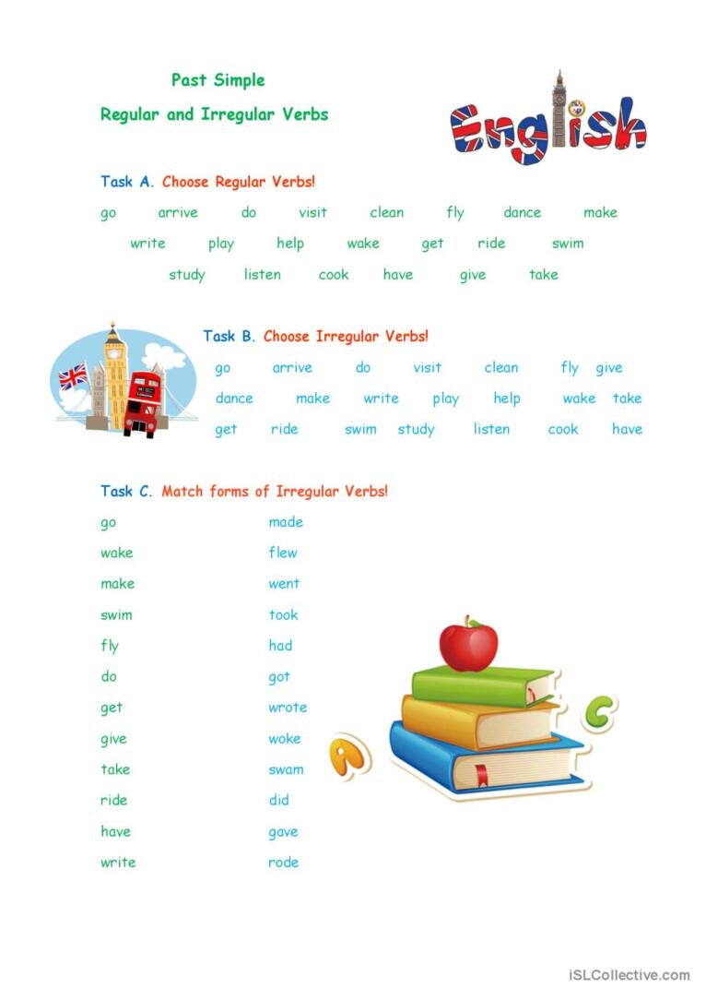 Past Simple
English
Regular and Irregular Verbs
Task A. Choose Regular Verbs!
go arrive do visit clean fly dance make
write play help wake get ride swim
study listen cook have give take
Task B. Choose Irregular Verbs!
go arrive do visit clean fly give
dance make write play help wake take
get ride swim study listen cook have
Task C. Match forms of Irregular Verbs!
go made
wake flew
make went
swim took
fly had
do got
get wrote
give woke
take swam
ride did
have gave
write rode
A
C
iSLCollective.com